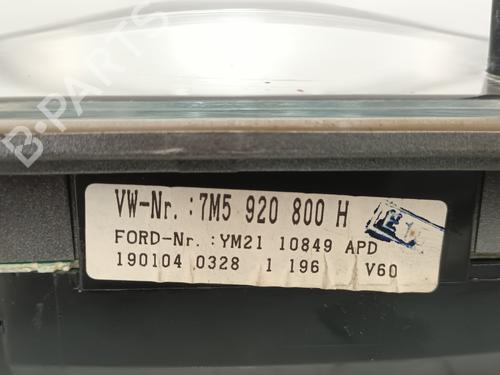 B-PARTS
VW-Nr. :7M5 920 800 H
FORD-Nr. :YM21 10849 APD
190104 0328 1 196 V60